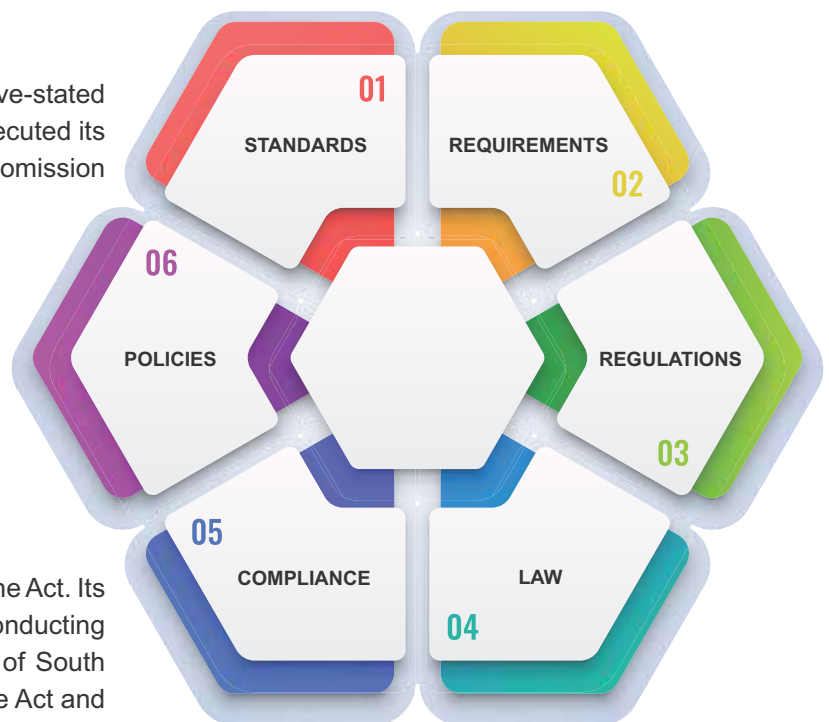 ve-stated
ecuted its
omission
01
STANDARDS
REQUIREMENTS
02
06
POLICIES
REGULATIONS
03
05
COMPLIANCE
LAW
04
ne Act. Its
onducting
of South
e Act and